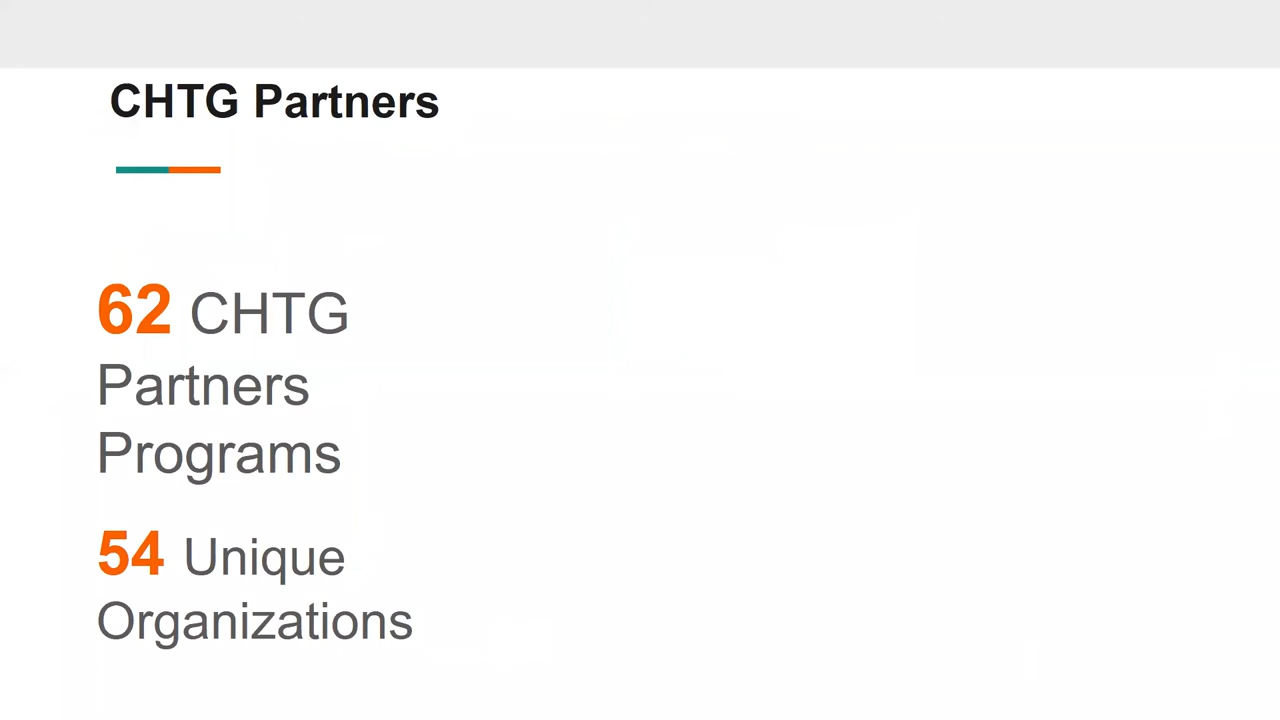 CHTG Partners
62 CHTG
Partners
Programs
54 Unique
Organizations